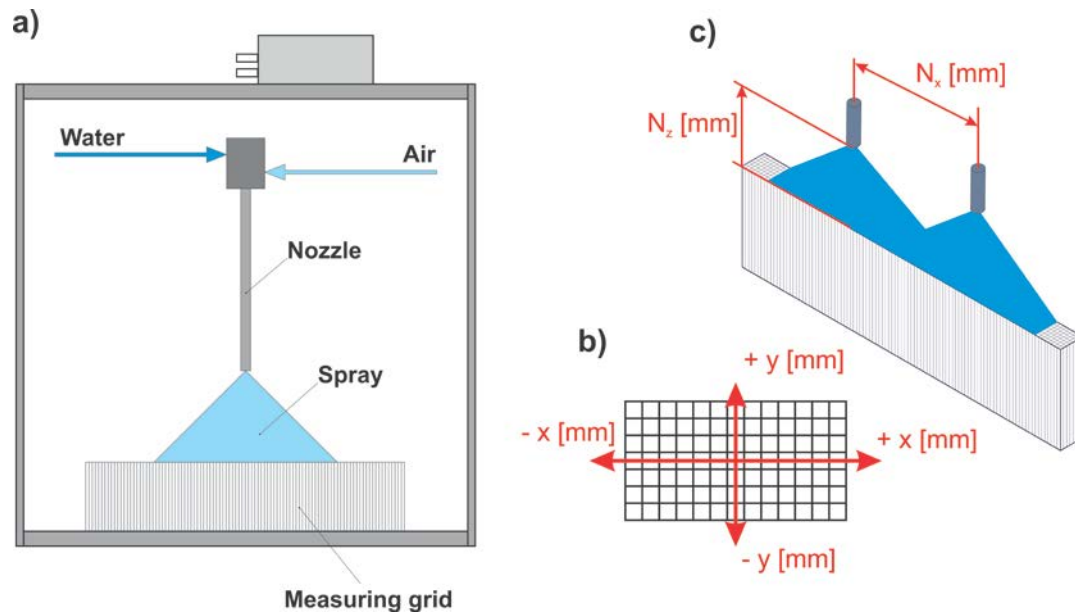 a)
Water
Air
Nozzle
Spray
Measuring grid
b)
+ y [mm]
- x [mm]
+ x [mm]
- y [mm]
c)
Nx [mm]
Nz [mm]